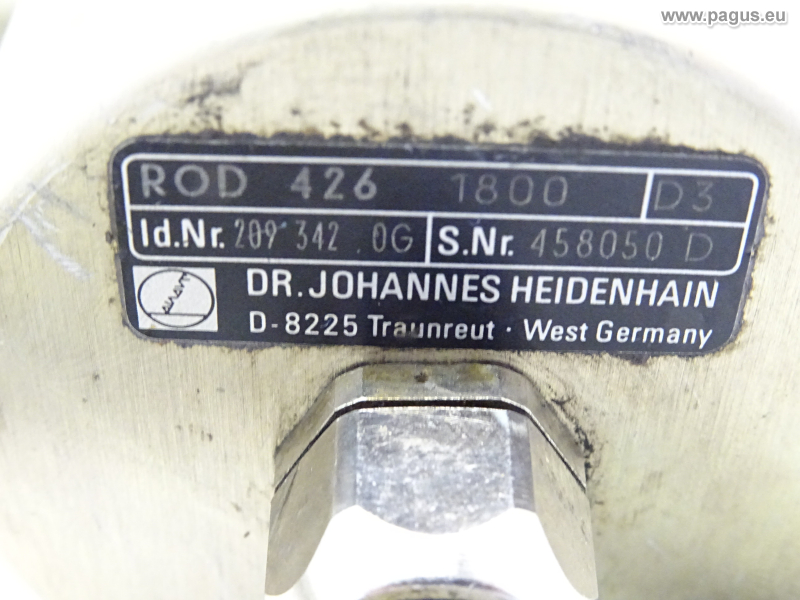 www.pagus.eu
ROD 426 1800 D3
Id.Nr. 209 342 .0G S.Nr. 458050 D
DR. JOHANNES HEIDENHAIN
D-8225 Traunreut · West Germany